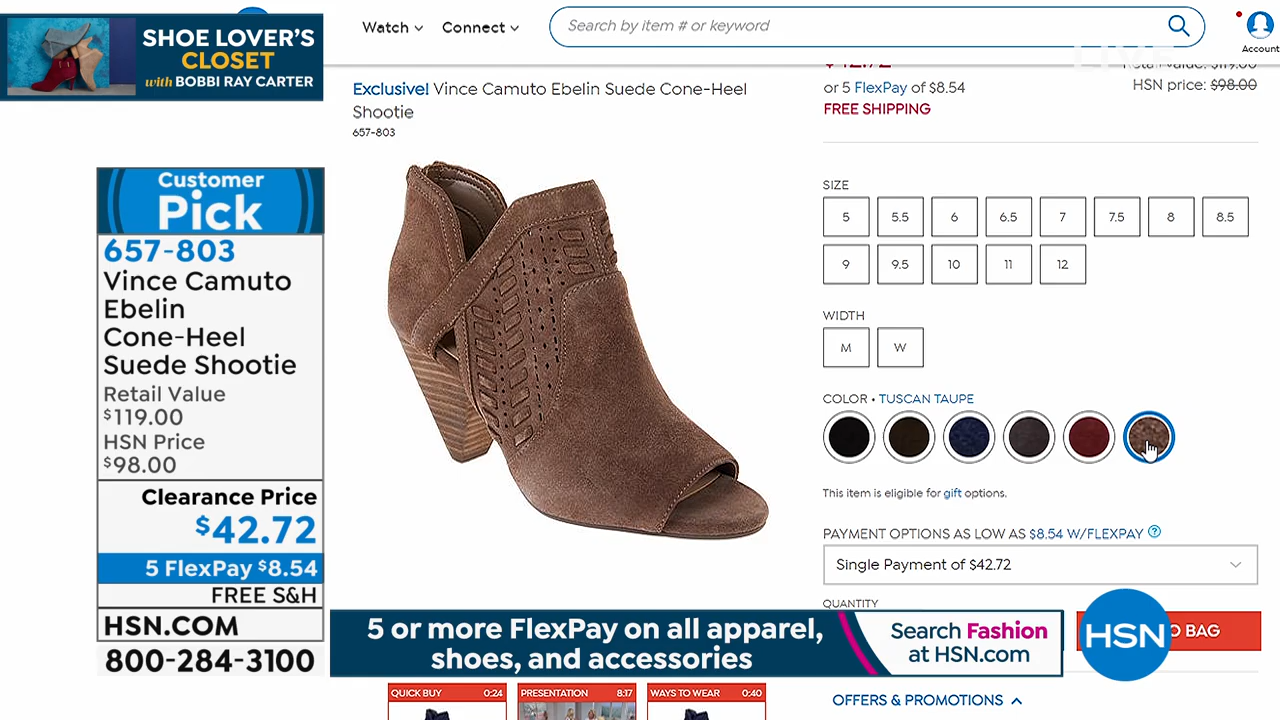 SHOE LOVER'S
CLOSET
with BOBBI RAY CARTER
Watch
Connect
Search by item # or keyword
Account
LIVE
Exclusive! Vince Camuto Ebelin Suede Cone-Heel
Shootie
657-803
$42.72
Retail value: $119.00
or 5 FlexPay of $8.54
HSN price: $98.00
FREE SHIPPING
Customer
Pick
657-803
Vince Camuto
Ebelin
Cone-Heel
Suede Shootie
Retail Value
$119.00
HSN Price
$98.00
Clearance Price
$42.72
5 FlexPay $8.54
FREE S&H
HSN.COM
800-284-3100
SIZE
5 5.5 6 6.5 7 7.5 8 8.5
9 9.5 10 11 12
WIDTH
M W
COLOR • TUSCAN TAUPE
This item is eligible for gift options.
PAYMENT OPTIONS AS LOW AS $8.54 W/FLEXPAY ?
Single Payment of $42.72
QUANTITY
5 or more FlexPay on all apparel,
shoes, and accessories
Search Fashion
at HSN.com
HSN
O BAG
QUICK BUY 0:24
PRESENTATION 8:17
WAYS TO WEAR 0:40
OFFERS & PROMOTIONS